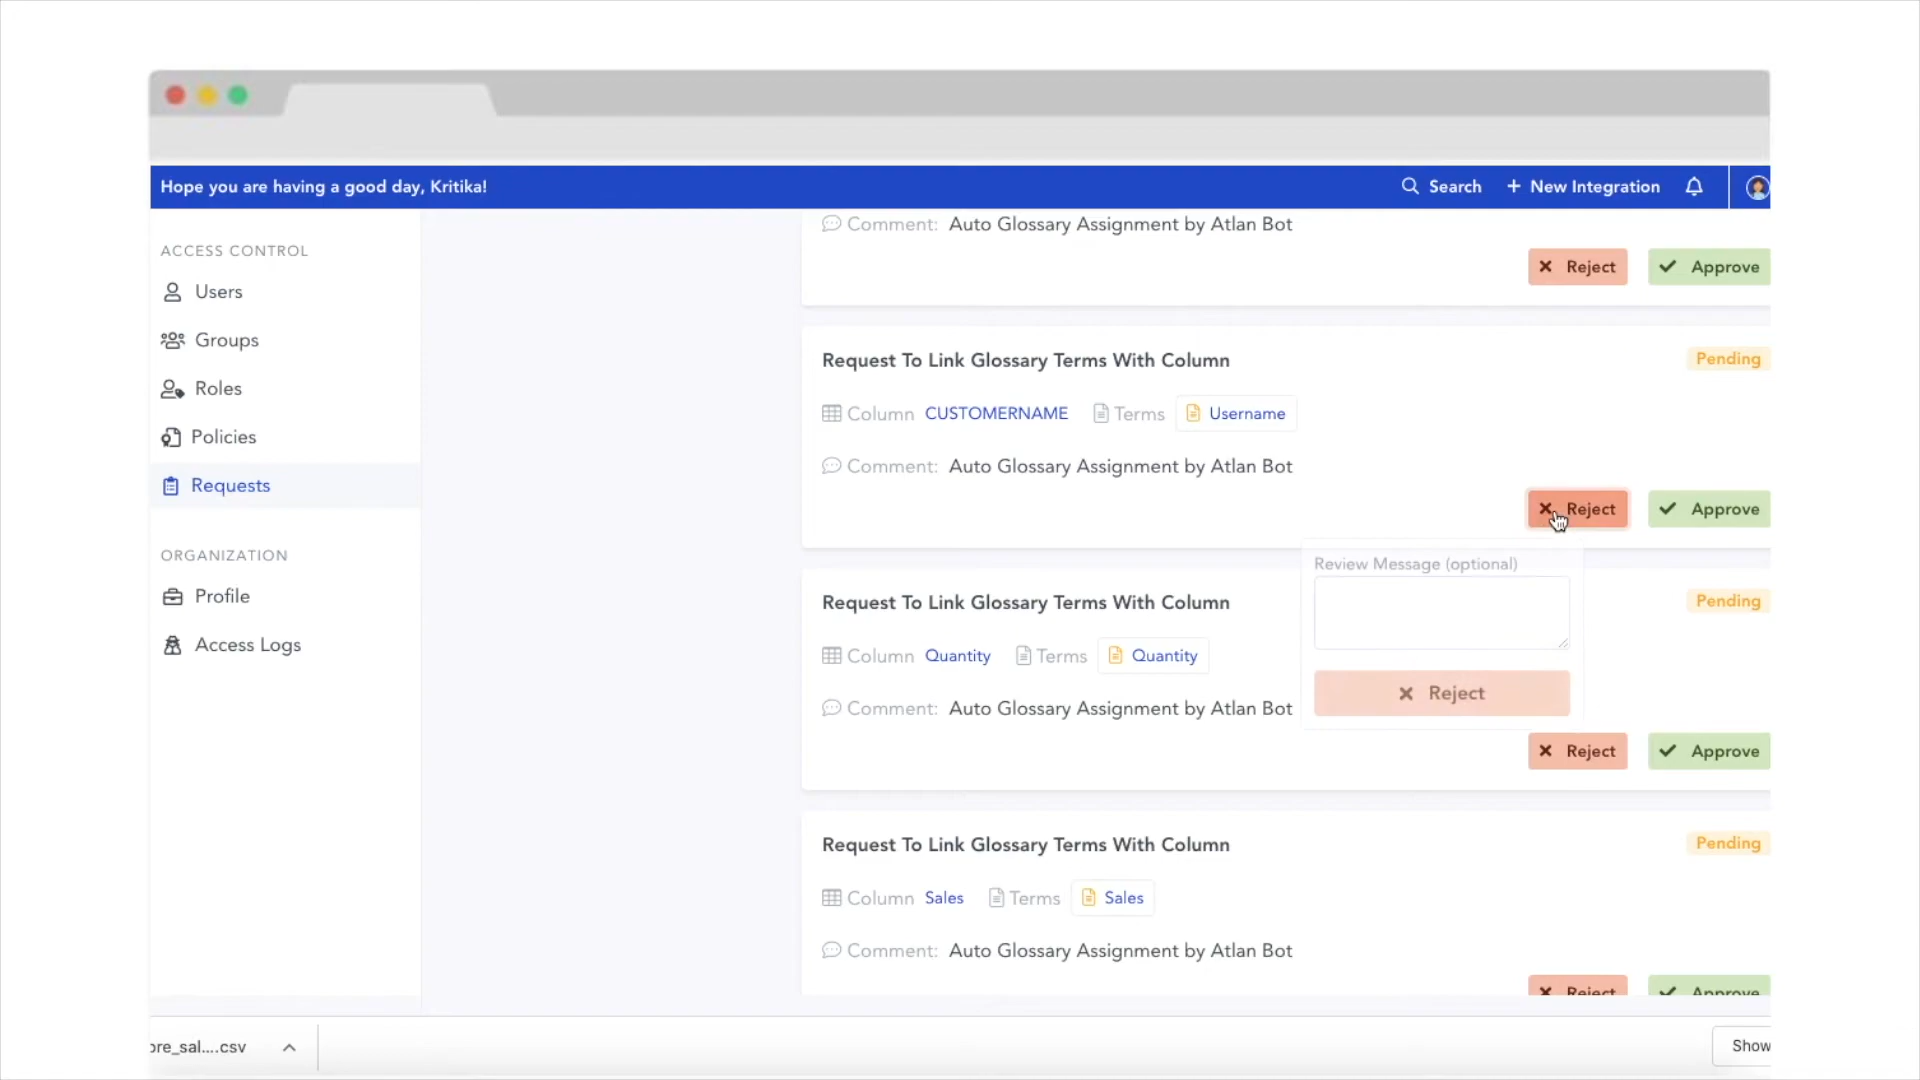 Hope you are having a good day, Kritika!
Search
New Integration
ACCESS CONTROL
Users
Groups
Roles
Policies
Requests
ORGANIZATION
Profile
Access Logs
Comment: Auto Glossary Assignment by Atlan Bot
Reject
Approve
Request To Link Glossary Terms With Column
Pending
Column CUSTOMERNAME Terms Username
Comment: Auto Glossary Assignment by Atlan Bot
Reject
Approve
Review Message (optional)
Reject
Request To Link Glossary Terms With Column
Pending
Column Quantity Terms Quantity
Comment: Auto Glossary Assignment by Atlan Bot
Reject
Approve
Request To Link Glossary Terms With Column
Pending
Column Sales Terms Sales
Comment: Auto Glossary Assignment by Atlan Bot
Reject
Approve
ore_sal....csv
Show